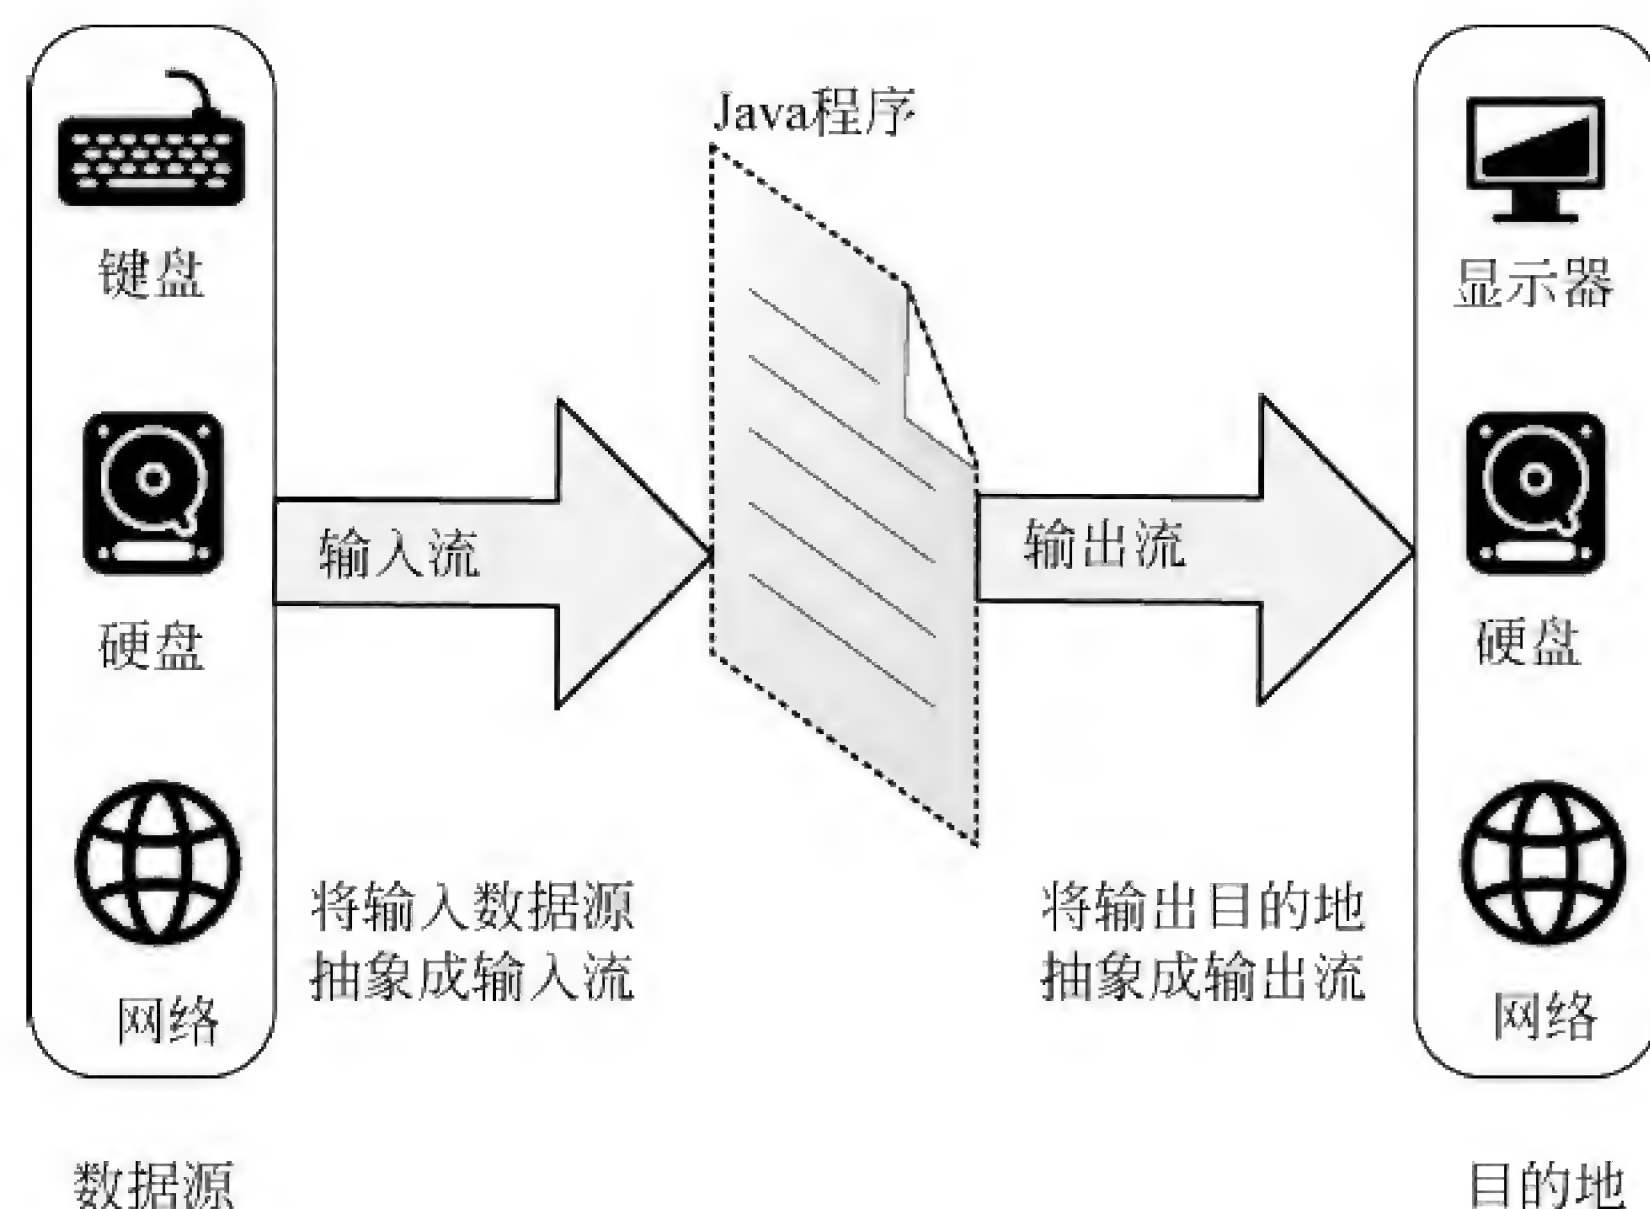 Java程序
键盘
显示器
输入流
输出流
硬盘
硬盘
将输入数据源
抽象成输入流
将输出目的地
抽象成输出流
网络
网络
数据源
目的地